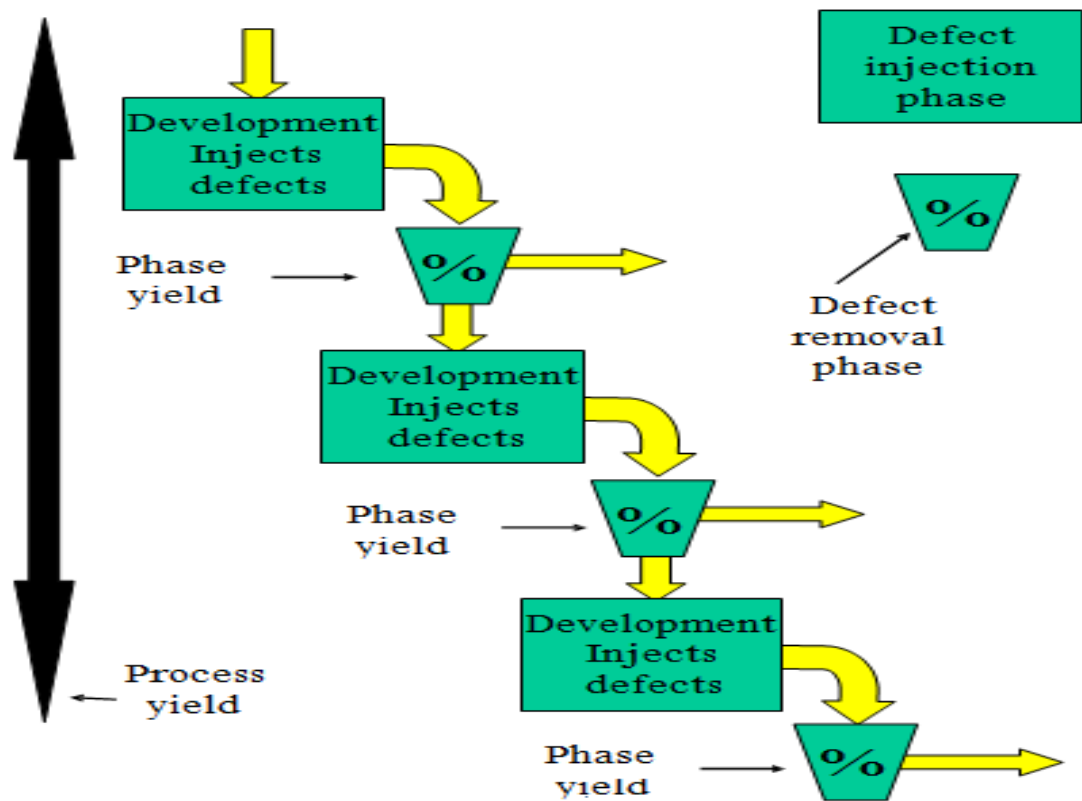 Defect
injection
phase
Development
Injects
defects
%
%
Phase
yield
Defect
removal
phase
Development
Injects
defects
%
Phase
yield
Development
Injects
defects
Process
yield
%
Phase
yield